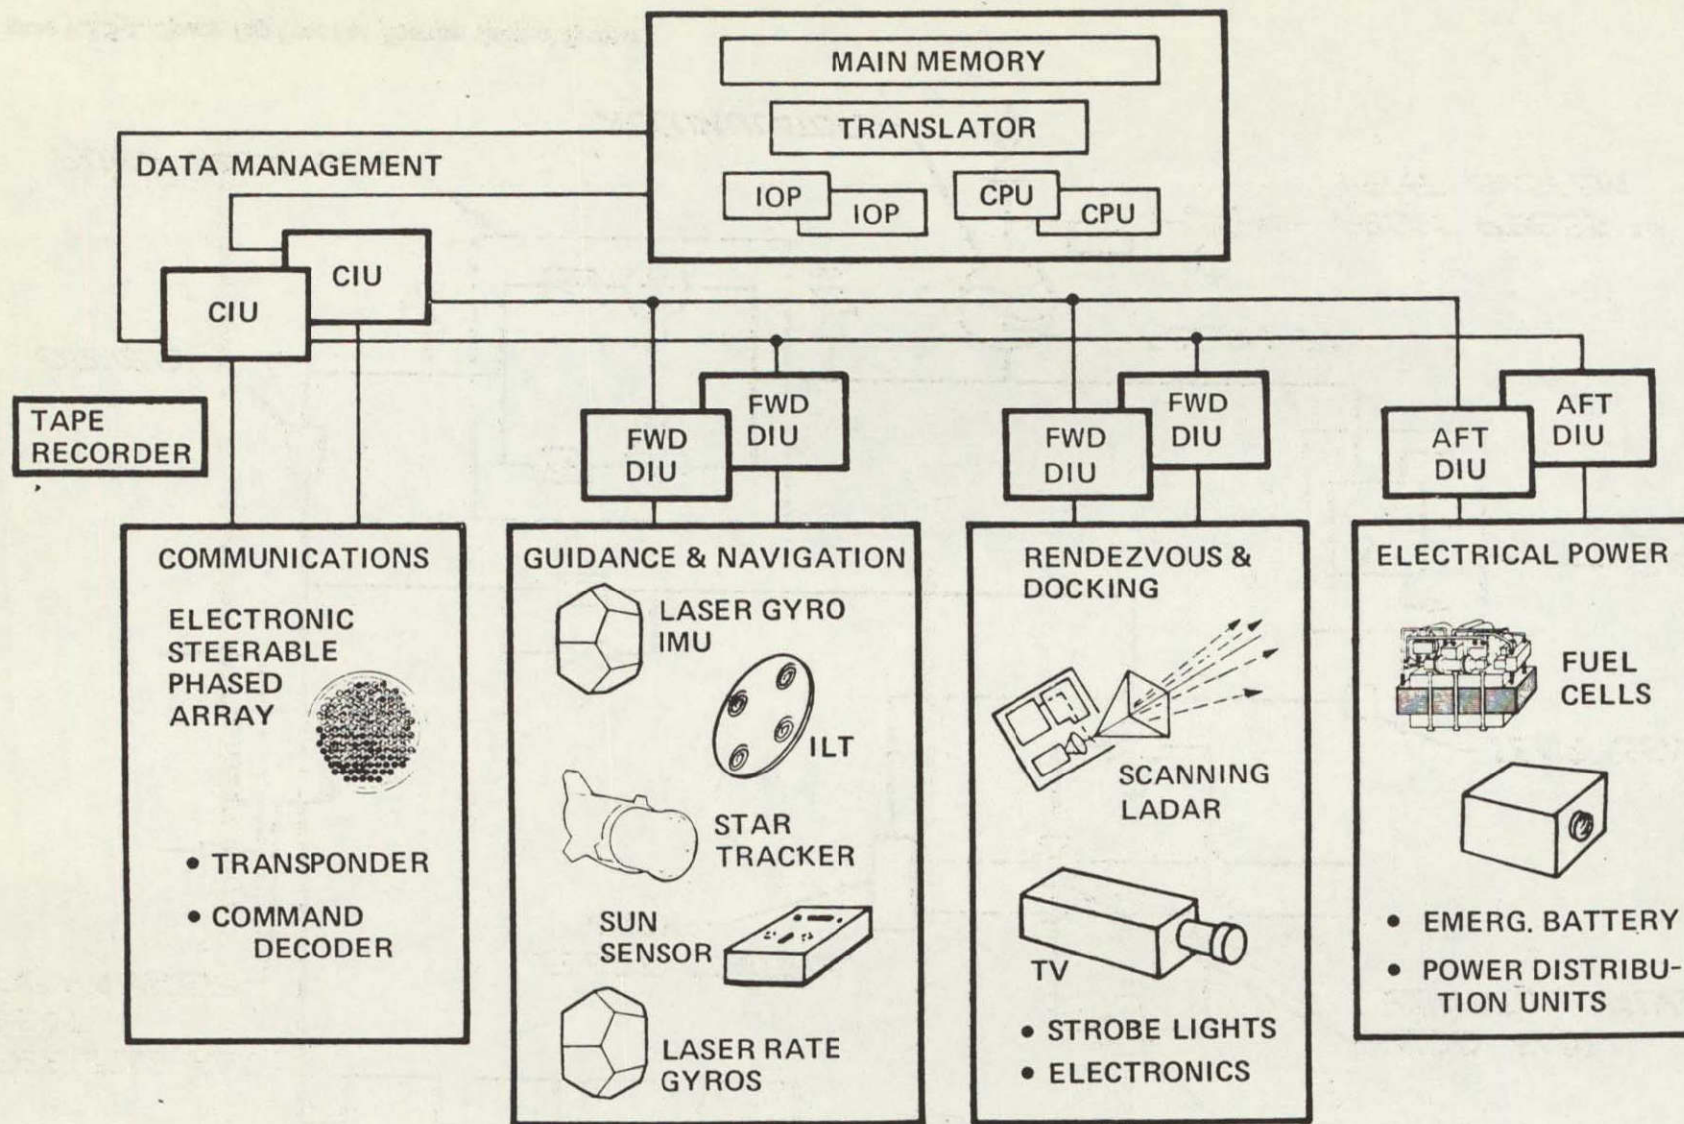 MAIN MEMORY
TRANSLATOR
DATA MANAGEMENT
IOP
IOP
CPU
CPU
CIU
CIU
TAPE
RECORDER
FWD
DIU
FWD
DIU
FWD
DIU
FWD
DIU
AFT
DIU
AFT
DIU
COMMUNICATIONS
ELECTRONIC
STEERABLE
PHASED
ARRAY
• TRANSPONDER
• COMMAND
DECODER
GUIDANCE & NAVIGATION
LASER GYRO
IMU
ILT
STAR
TRACKER
SUN
SENSOR
LASER RATE
GYROS
RENDEZVOUS &
DOCKING
SCANNING
LADAR
TV
• STROBE LIGHTS
• ELECTRONICS
ELECTRICAL POWER
FUEL
CELLS
• EMERG. BATTERY
• POWER DISTRIBU-
TION UNITS